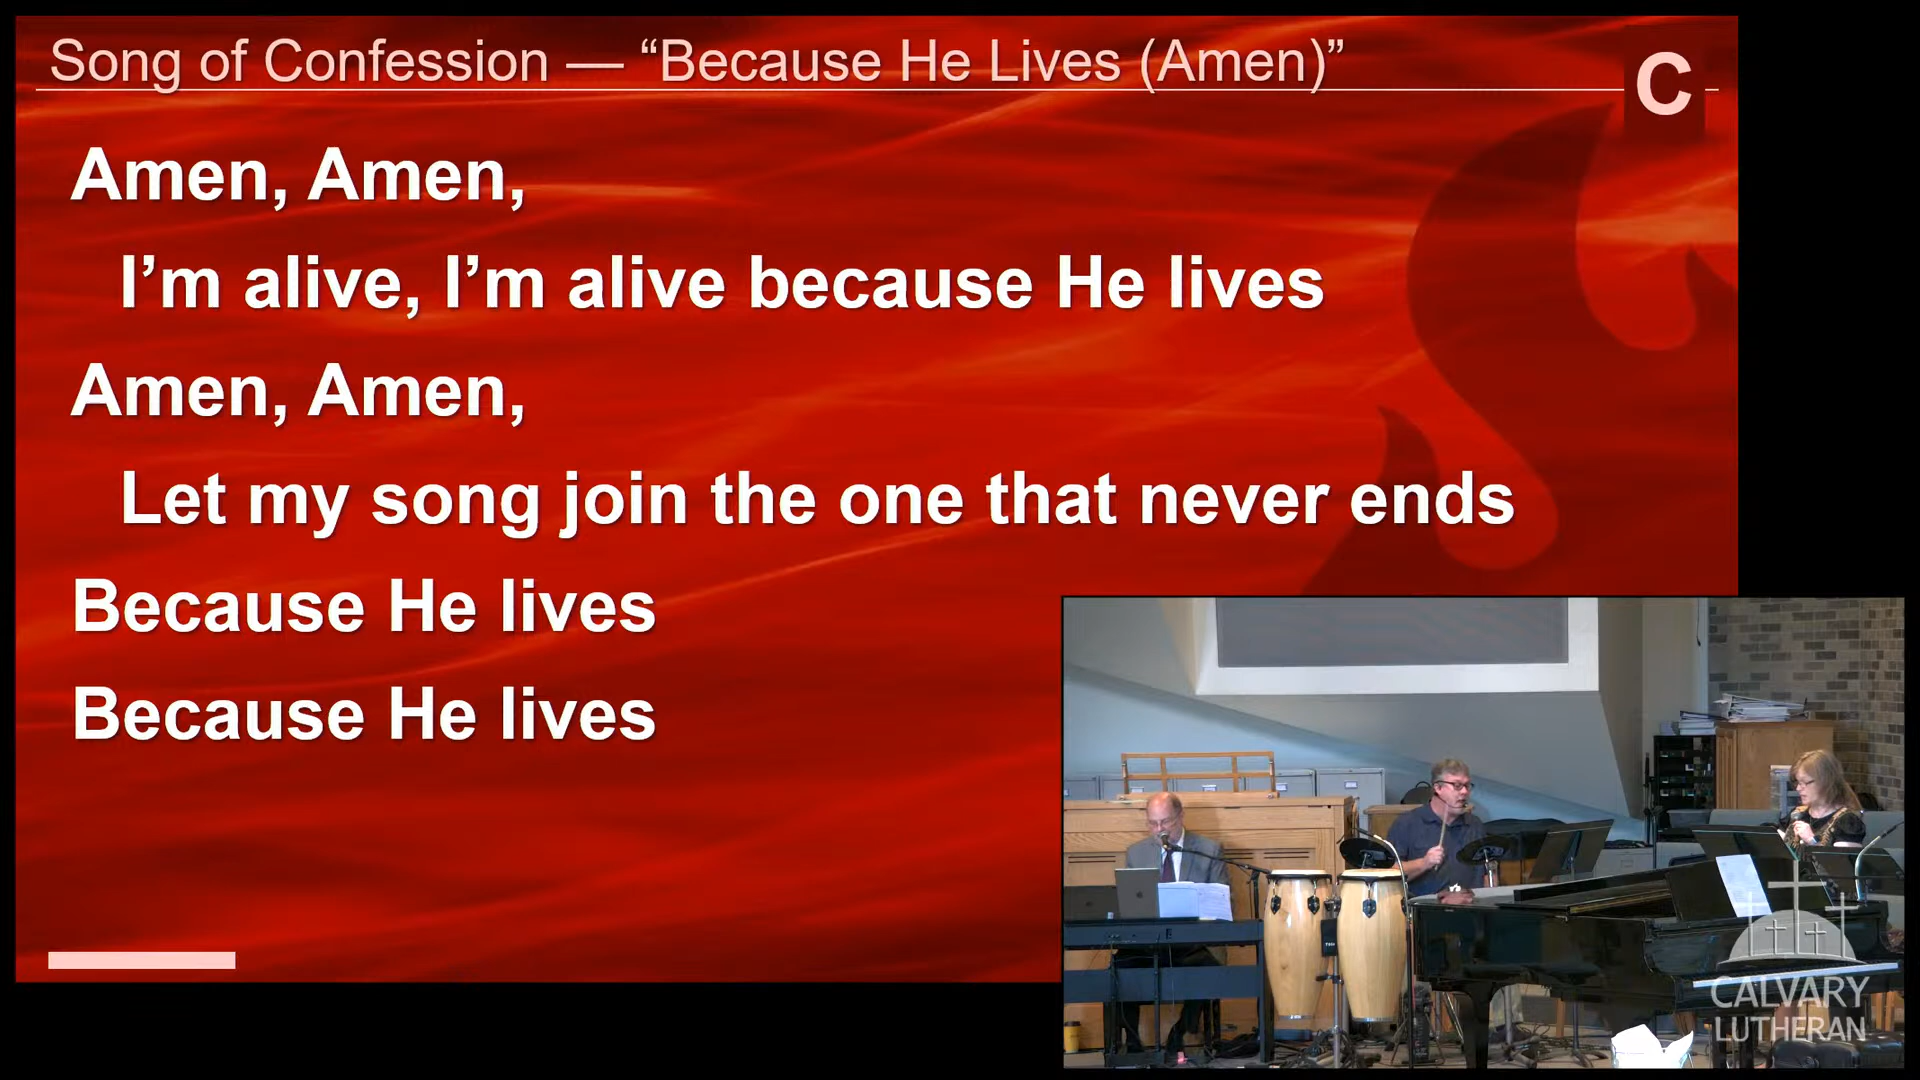 Song of Confession — “Because He Lives (Amen)”
C
Amen, Amen,
I’m alive, I’m alive because He lives
Amen, Amen,
Let my song join the one that never ends
Because He lives
Because He lives
CALVARY
LUTHERAN